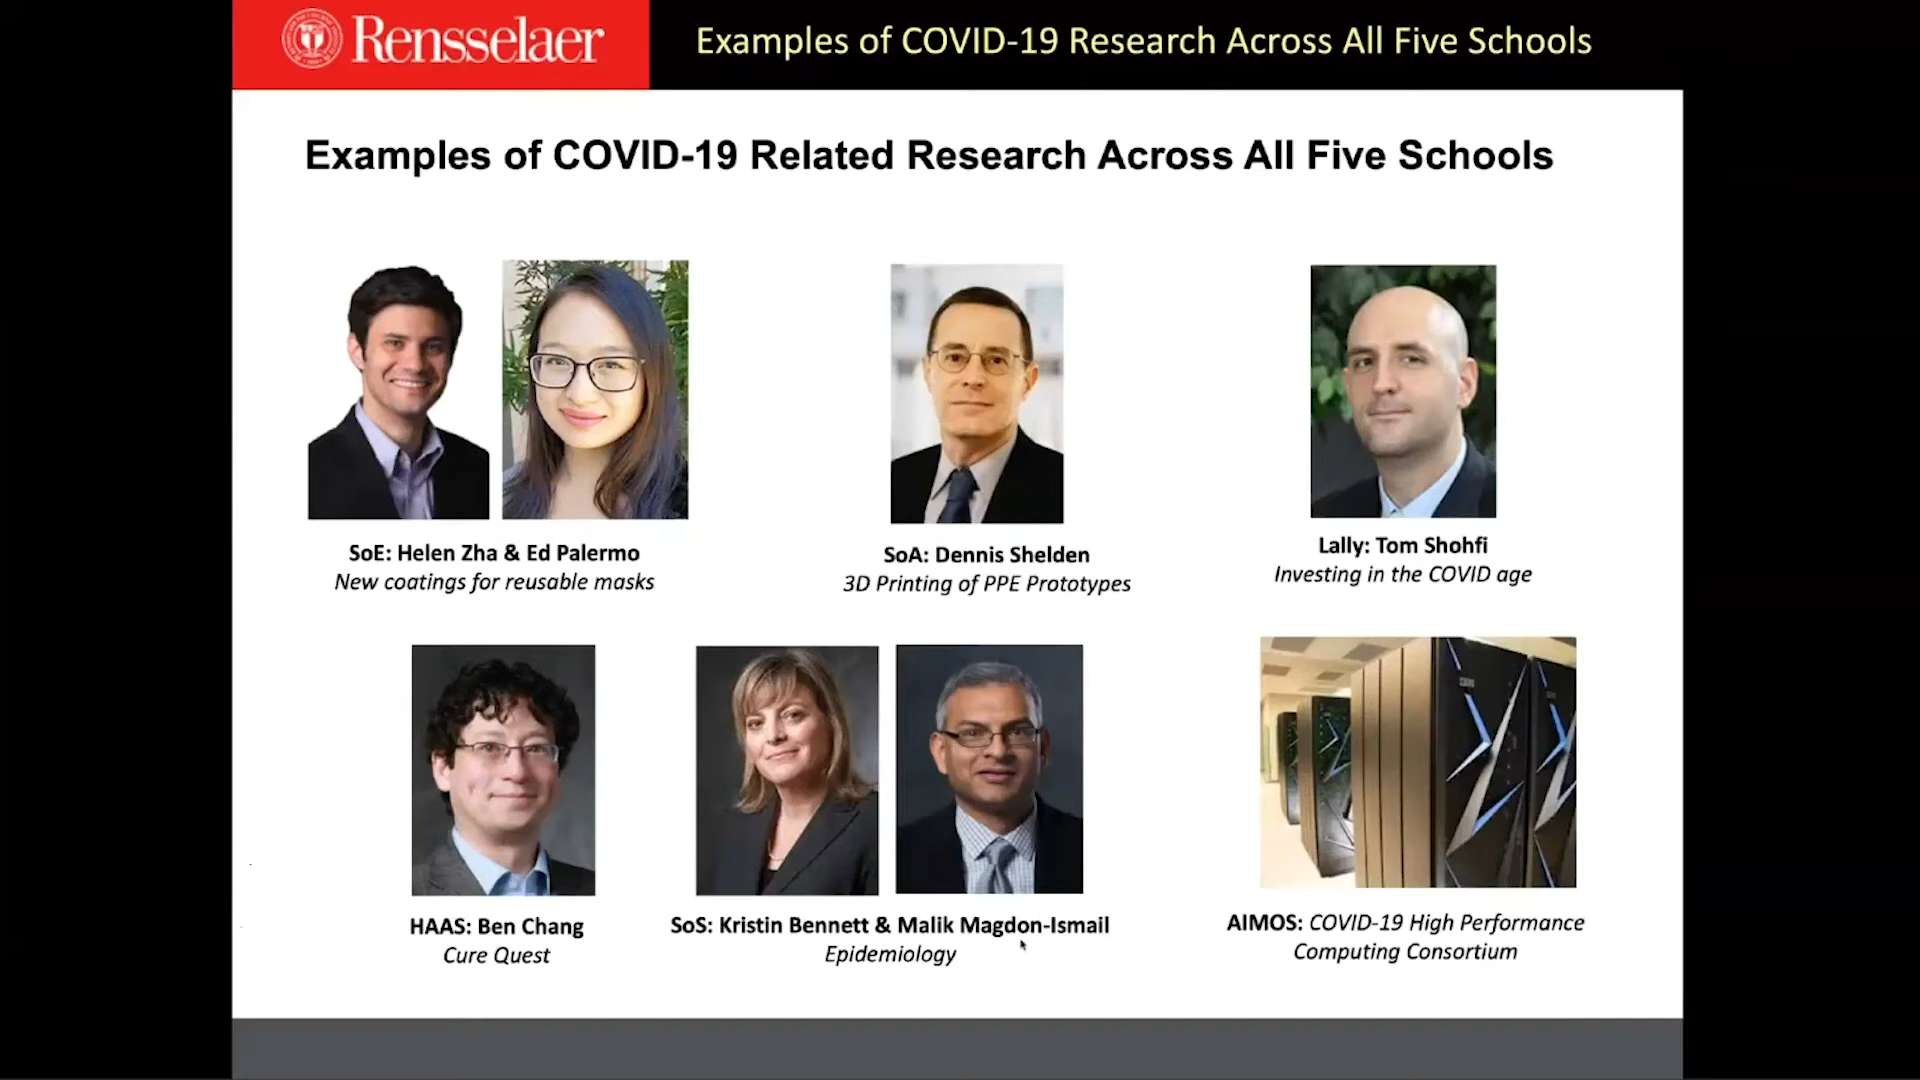 Rensselaer
Examples of COVID-19 Research Across All Five Schools
Examples of COVID-19 Related Research Across All Five Schools
SoE: Helen Zha & Ed Palermo
New coatings for reusable masks
SoA: Dennis Shelden
3D Printing of PPE Prototypes
Lally: Tom Shohfi
Investing in the COVID age
HAAS: Ben Chang
Cure Quest
SoS: Kristin Bennett & Malik Magdon-Ismail
Epidemiology
AIMOS: COVID-19 High Performance
Computing Consortium